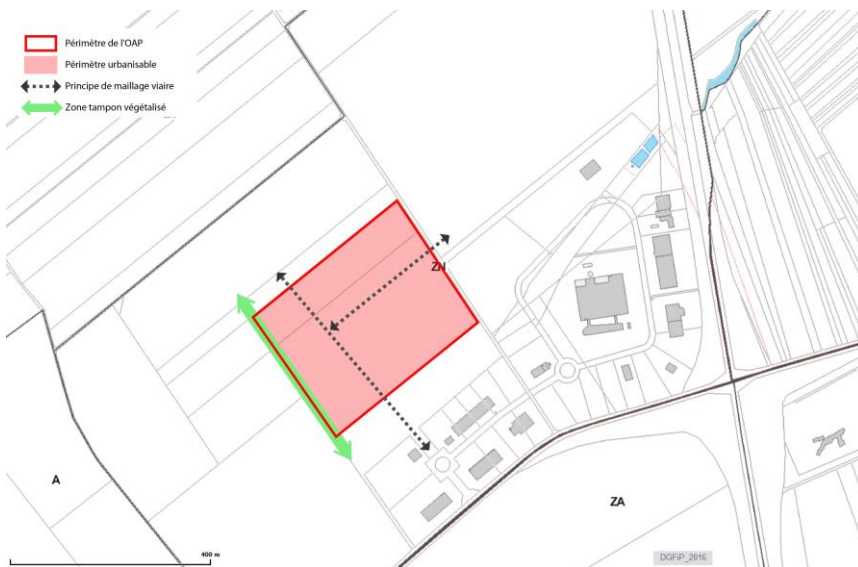 Périmètre de l'OAP
Périmètre urbanisable
Principe de maillage viaire
Zone tampon végétalisé
ZN
A
ZA
400 m
DGFiP_2016